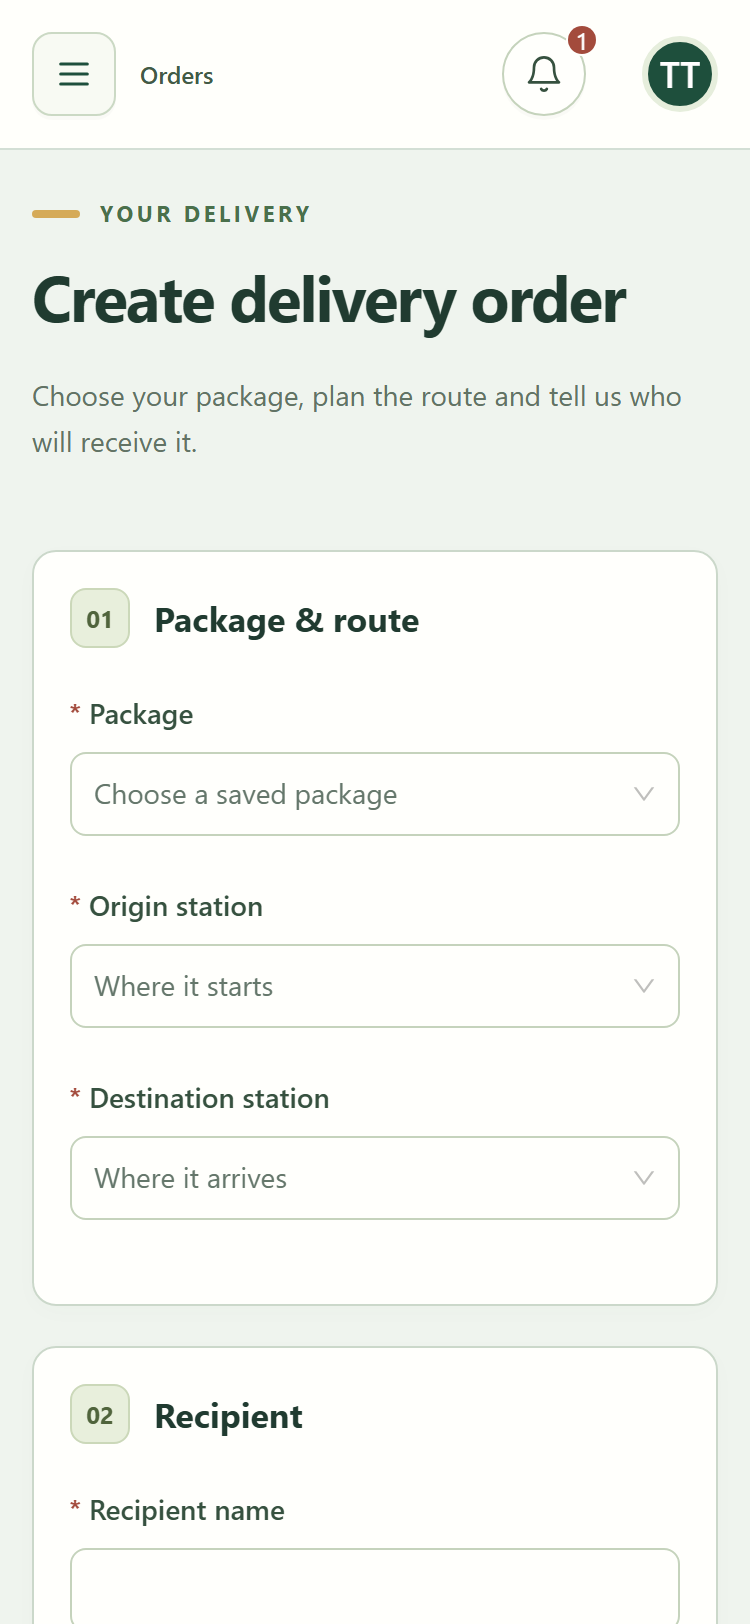 Orders
1
TT
YOUR DELIVERY
Create delivery order
Choose your package, plan the route and tell us who
will receive it.
01 Package & route
* Package
Choose a saved package
* Origin station
Where it starts
* Destination station
Where it arrives
02 Recipient
* Recipient name